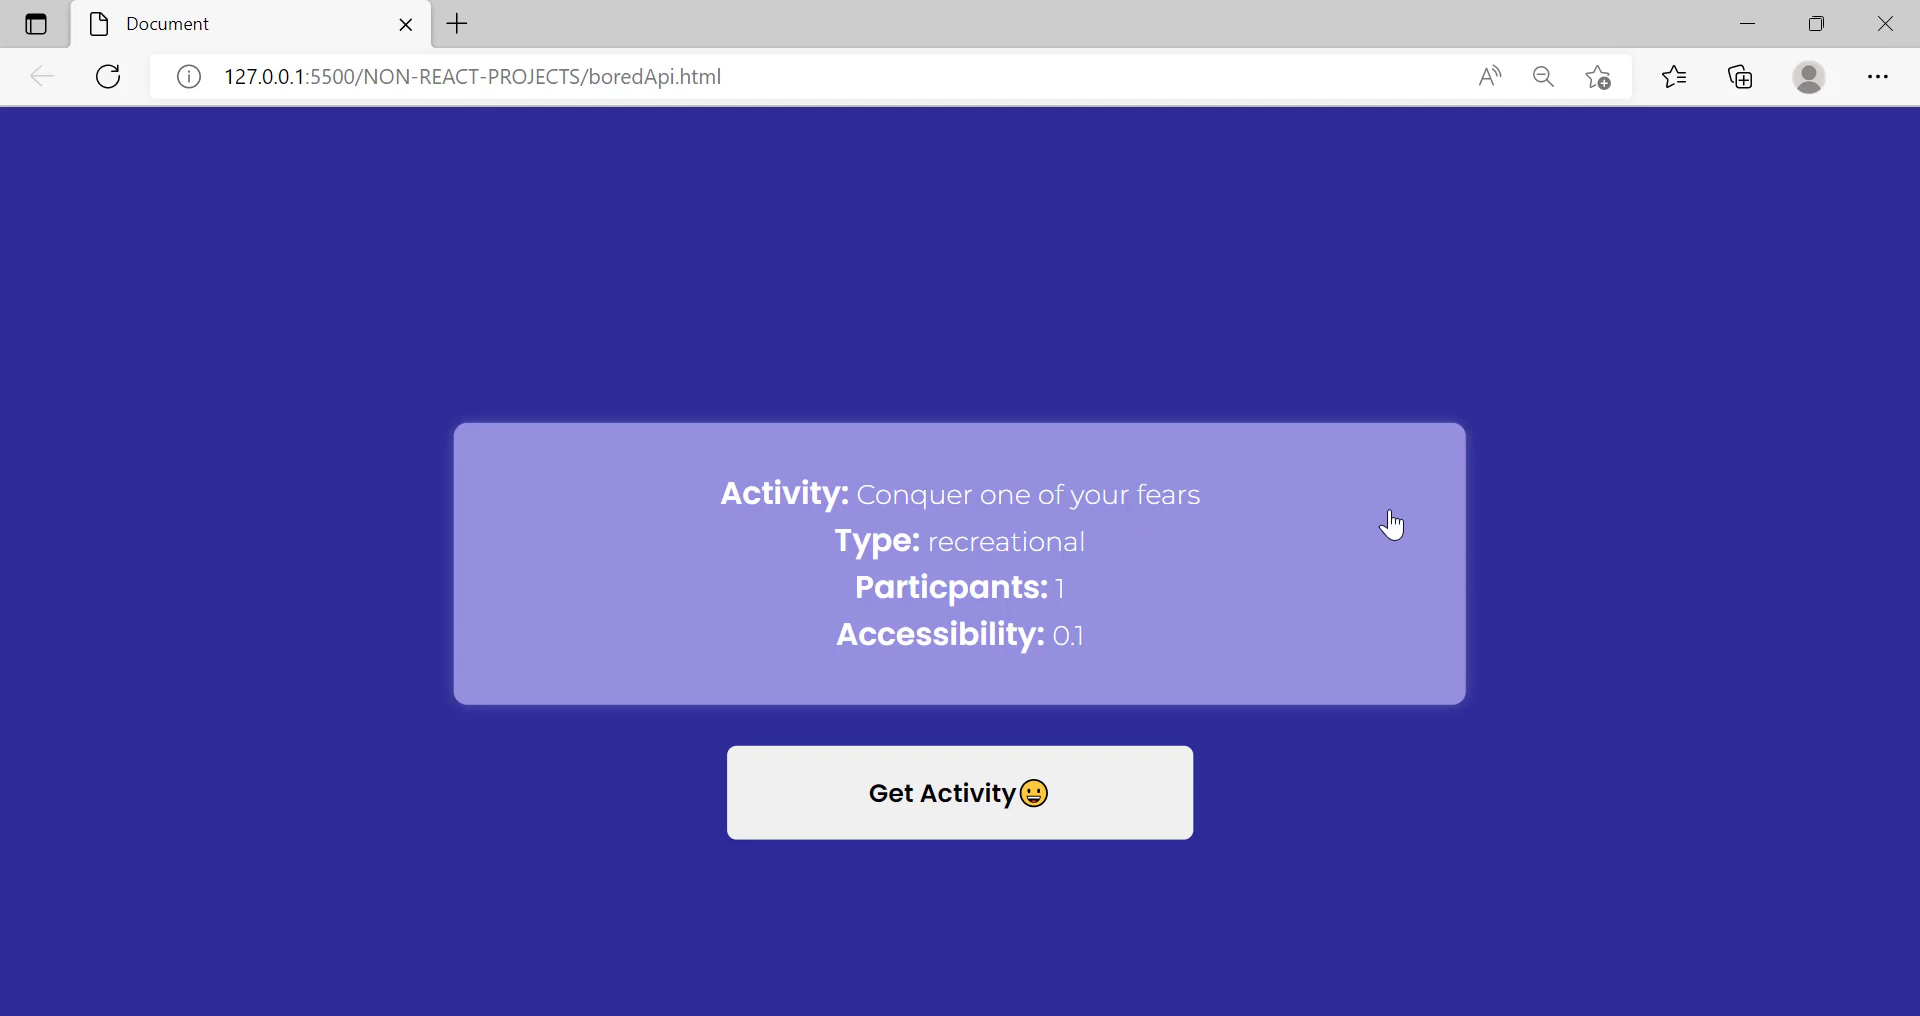 Document
127.0.0.1:5500/NON-REACT-PROJECTS/boredApi.html
Activity: Conquer one of your fears
Type: recreational
Particpants: 1
Accessibility: 0.1
Get Activity😀